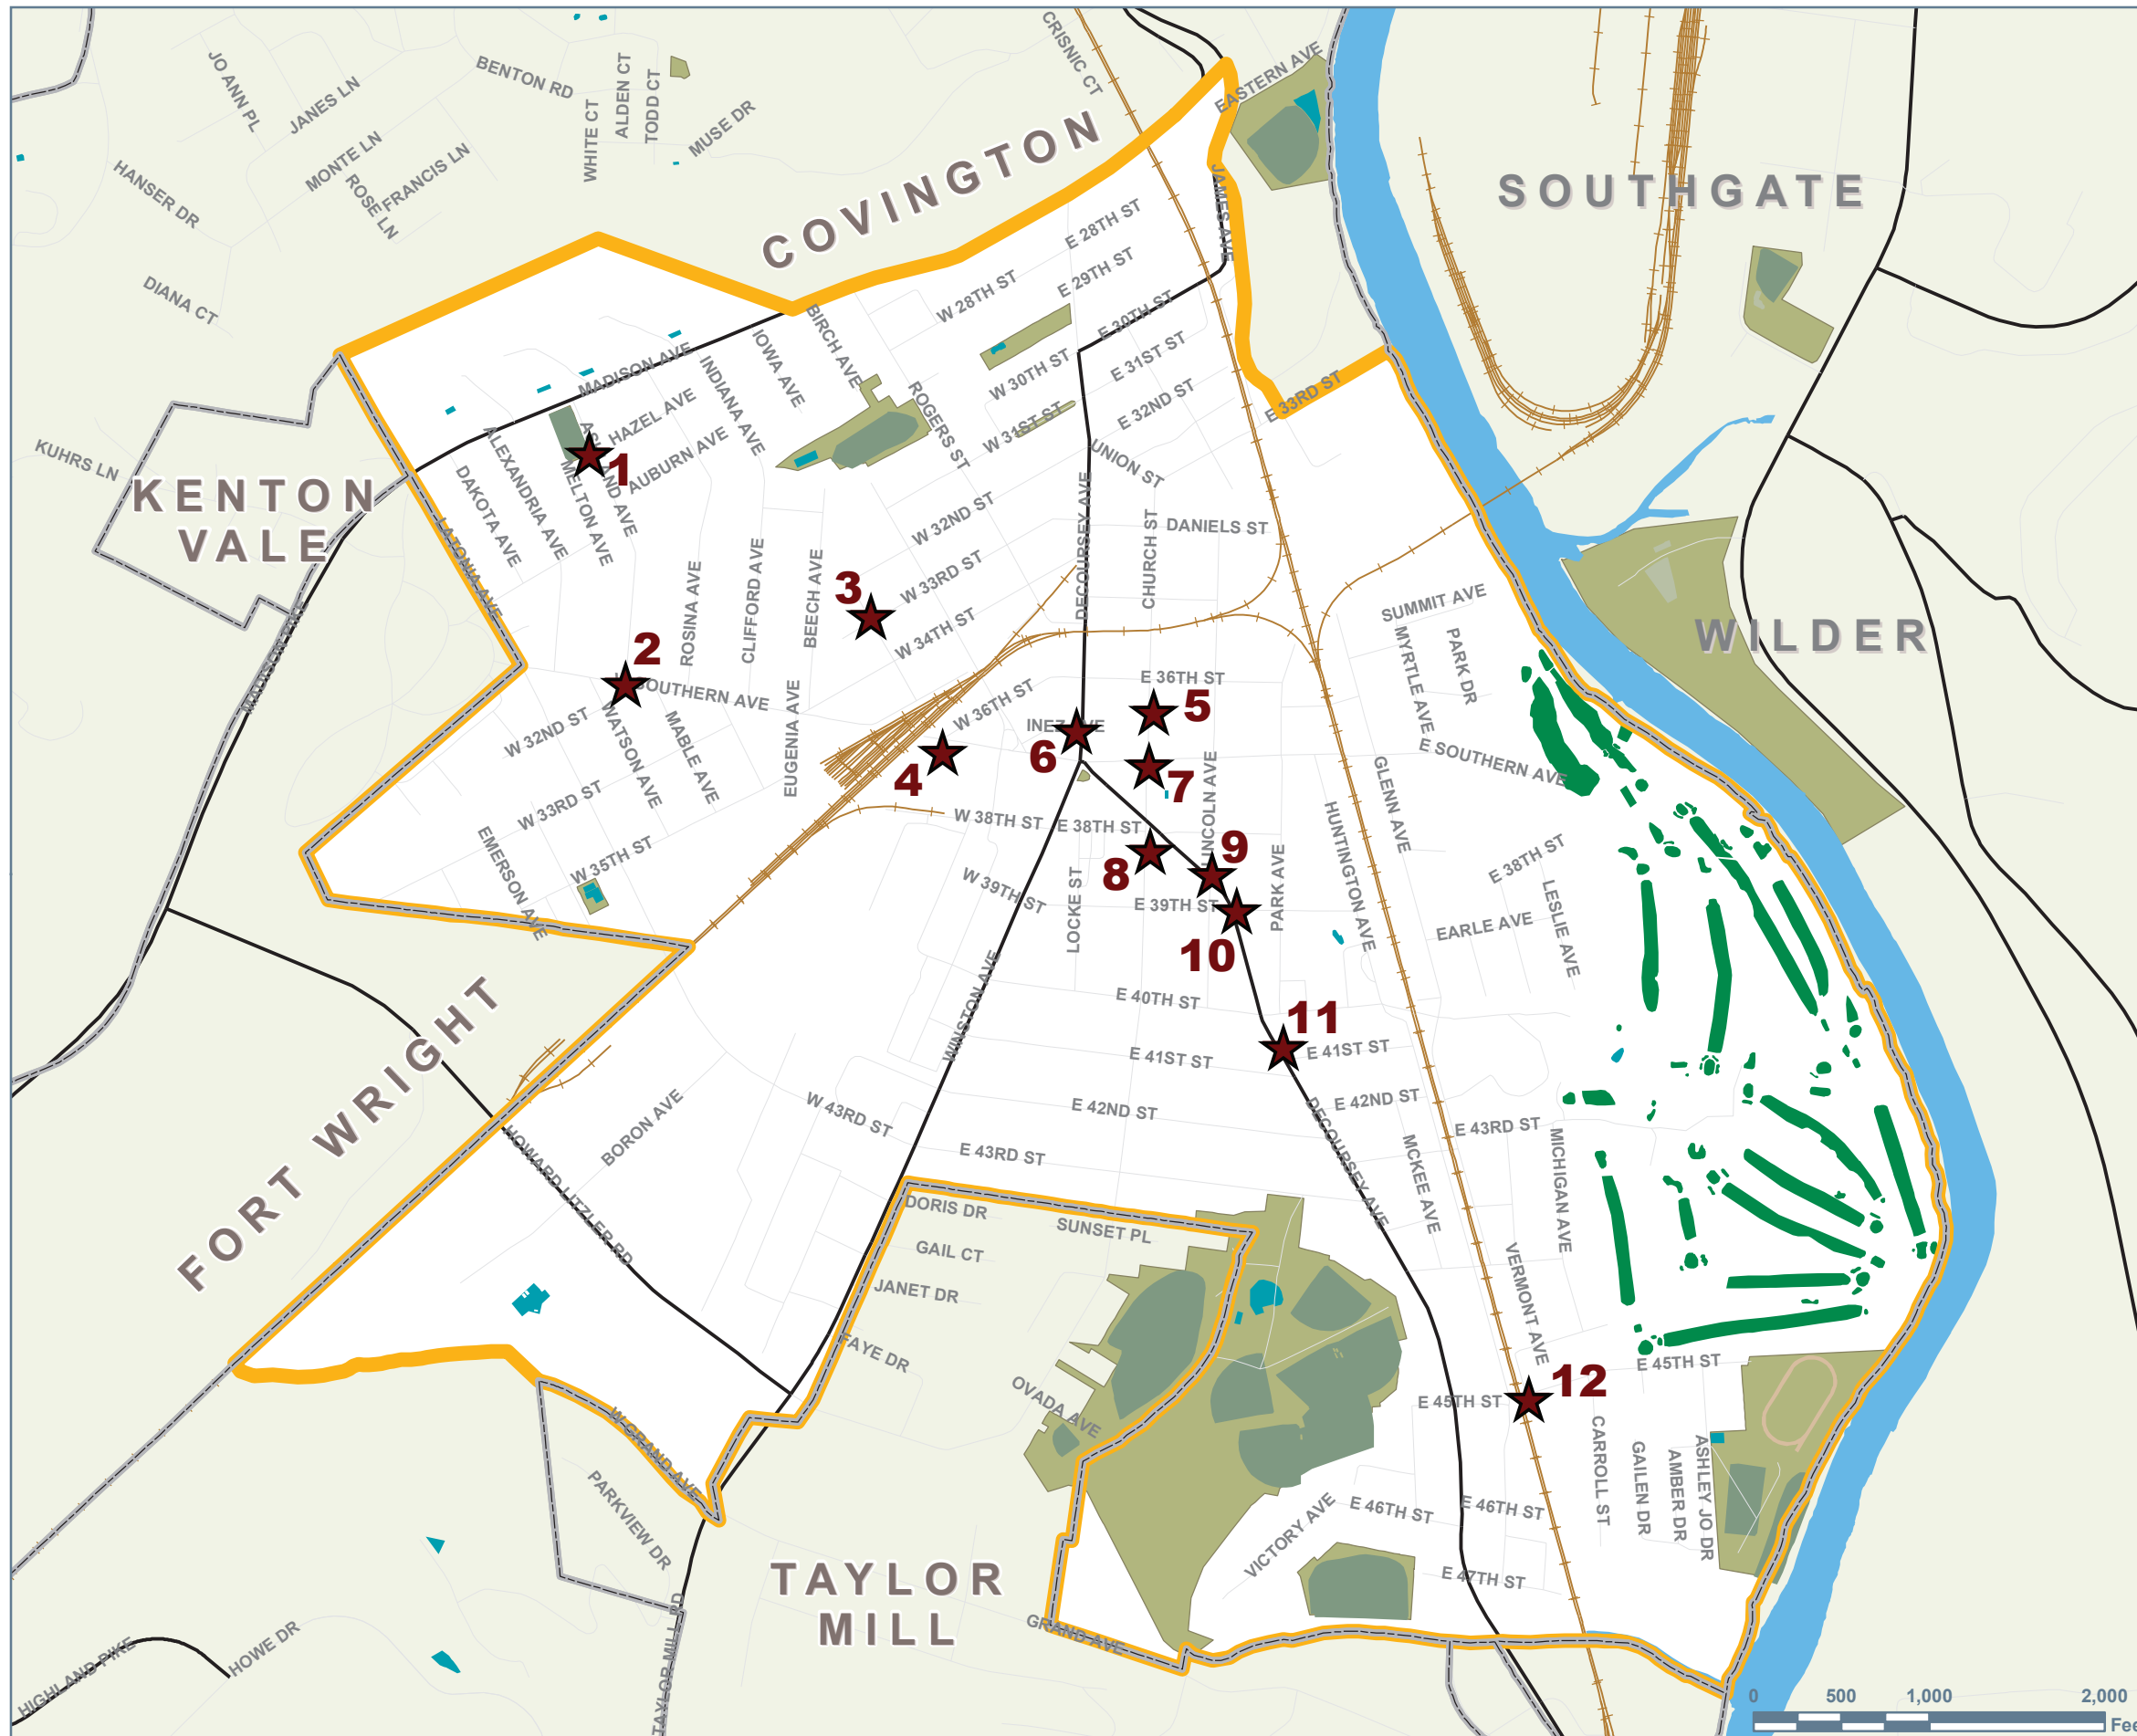 CRISNIC CT
EASTERN AVE
JO ANN PL
JANES LN
BENTON RD
ALDEN CT
TODD CT
WHITE CT
MUSE DR
MONTE LN
FRANCIS LN
ROSE LN
HANSER DR
DIANA CT
COVINGTON
SOUTHGATE
JAMES AVE
E 28TH ST
E 29TH ST
W 28TH ST
E 30TH ST
W 30TH ST
E 31ST ST
W 31ST ST
E 32ND ST
E 33RD ST
BIRCH AVE
IOWA AVE
INDIANA AVE
ROGERS ST
MADISON AVE
HAZEL AVE
ASHLAND AVE
AUBURN AVE
1
ALEXANDRIA AVE
DAKOTA AVE
MELTON AVE
KUHRS LN
KENTON
VALE
LATONIA AVE
UNION ST
W 32ND ST
DECOURSEY AVE
CHURCH ST
DANIELS ST
W 33RD ST
W 34TH ST
ROSINA AVE
CLIFFORD AVE
BEECH AVE
3
2
SUMMIT AVE
MYRTLE AVE
PARK DR
WILDER
W SOUTHERN AVE
EUGENIA AVE
W 36TH ST
E 36TH ST
INEZ AVE
5
6
4
7
W 32ND ST
WATSON AVE
MABLE AVE
W 33RD ST
E SOUTHERN AVE
GLENN AVE
LINCOLN AVE
W 38TH ST
E 38TH ST
HUNTINGTON AVE
EMERSON AVE
W 35TH ST
8
9
E 38TH ST
W 39TH ST
LOCKE ST
E 39TH ST
PARK AVE
LESLIE AVE
EARLE AVE
10
WINSTON AVE
E 40TH ST
11
E 41ST ST
E 41ST ST
FORT WRIGHT
BORON AVE
W 43RD ST
E 42ND ST
E 42ND ST
E 43RD ST
E 43RD ST
DECOURSEY AVE
MCKEE AVE
MICHIGAN AVE
HOWARD LITZLER RD
DORIS DR
SUNSET PL
GAIL CT
JANET DR
FAYE DR
VERMONT AVE
E 45TH ST
12
E 45TH ST
OVADA AVE
W GRAND AVE
CARROLL ST
GAILEN DR
AMBER DR
ASHLEY JO DR
PARKVIEW DR
VICTORY AVE
E 46TH ST
E 46TH ST
E 47TH ST
TAYLOR
MILL
GRAND AVE
TAYLOR MILL RD
HOWE DR
HIGHLAND PIKE
0 500 1,000 2,000
Fee